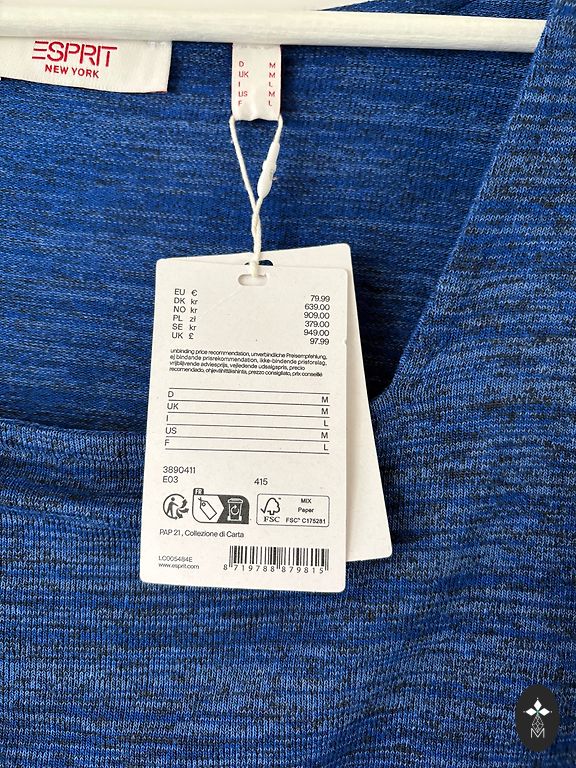 ESPRIT
NEW YORK
D M
UK M
I L
US M
F L
EU € 79.99
DK kr 639.00
NO kr 909.00
PL zł 379.00
SE kr 949.00
UK £ 97.99
unbinding price recommendation, unverbindliche Preisempfehlung,
ej bindande prisrekommendation, ikke-bindende prisforslag,
vrijblijvende adviesprijs, vejledende udsalgspris, precio
recomendado, ohjevähittäishinta, prezzo consigliato, prix conseillé
D M
UK M
I L
US M
F L
3890411
E03 415
FR
FSC
MIX
Paper
FSC® C175281
PAP 21, Collezione di Carta
LC005484E
www.esprit.com
8 719788 879815
M